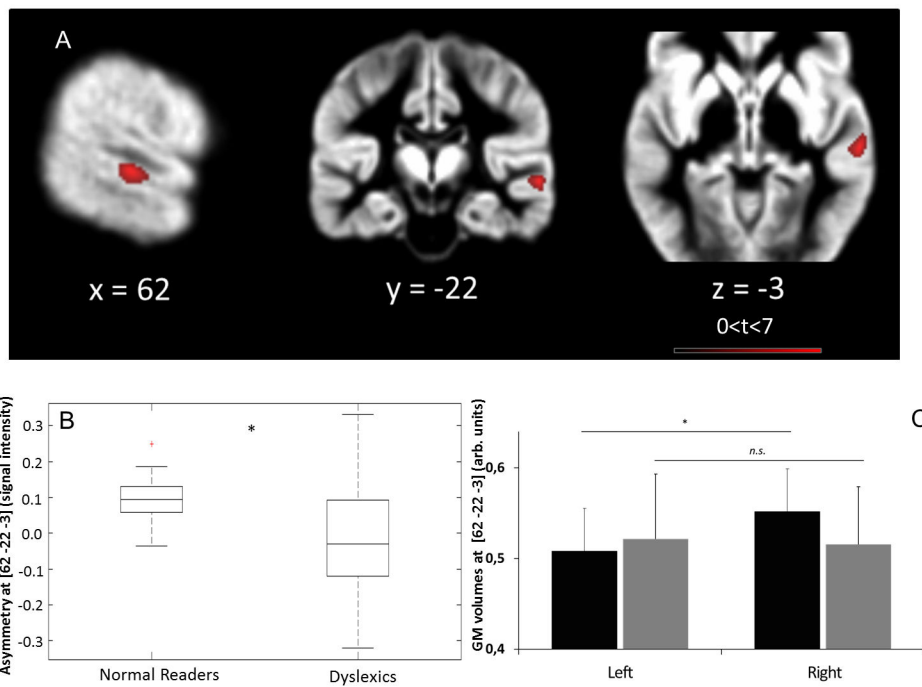 A
x = 62
y = -22
z = -3
0<t<7
B
*
Asymmetry at [62 -22 -3] (signal intensity)
0.3
0.2
0.1
0.0
-0.1
-0.2
-0.3
Normal Readers
Dyslexics
C
*
n.s.
GM volumes at [62 -22 -3] (arb. units)
0,6
0,5
0,4
Left
Right